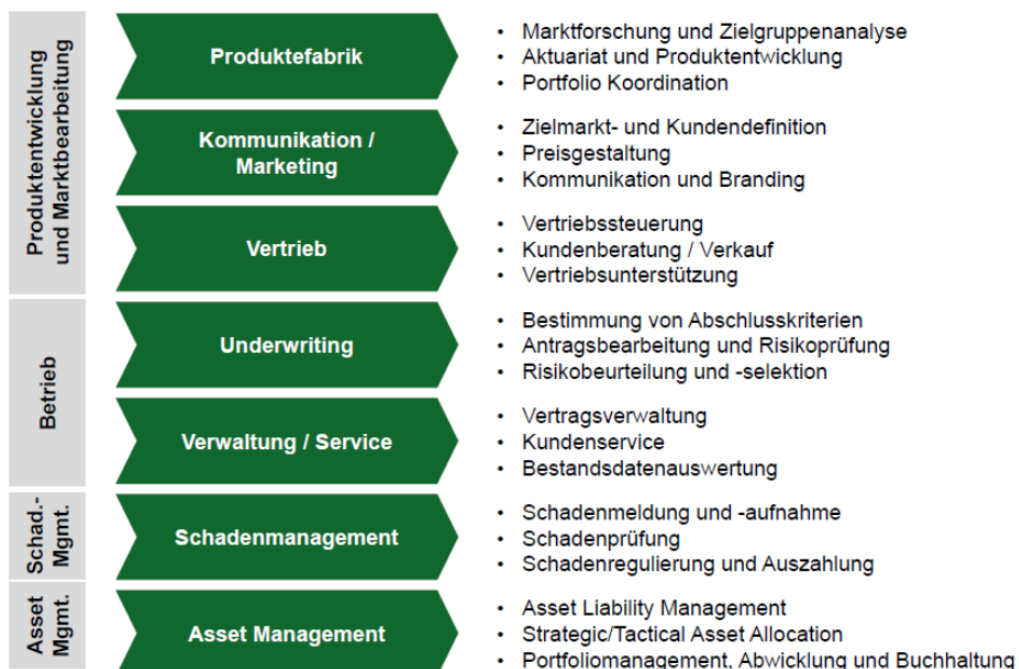 Produktentwicklung
und Marktbearbeitung
Produktefabrik
• Marktforschung und Zielgruppenanalyse
• Aktuariat und Produktentwicklung
• Portfolio Koordination
Kommunikation /
Marketing
• Zielmarkt- und Kundendefinition
• Preisgestaltung
• Kommunikation und Branding
Vertrieb
• Vertriebssteuerung
• Kundenberatung / Verkauf
• Vertriebsunterstützung
Betrieb
Underwriting
• Bestimmung von Abschlusskriterien
• Antragsbearbeitung und Risikoprüfung
• Risikobeurteilung und -selektion
Verwaltung / Service
• Vertragsverwaltung
• Kundenservice
• Bestandsdatenauswertung
Schad.-
Mgmt.
Schadenmanagement
• Schadenmeldung und -aufnahme
• Schadenprüfung
• Schadenregulierung und Auszahlung
Asset
Mgmt.
Asset Management
• Asset Liability Management
• Strategic/Tactical Asset Allocation
• Portfoliomanagement, Abwicklung und Buchhaltung